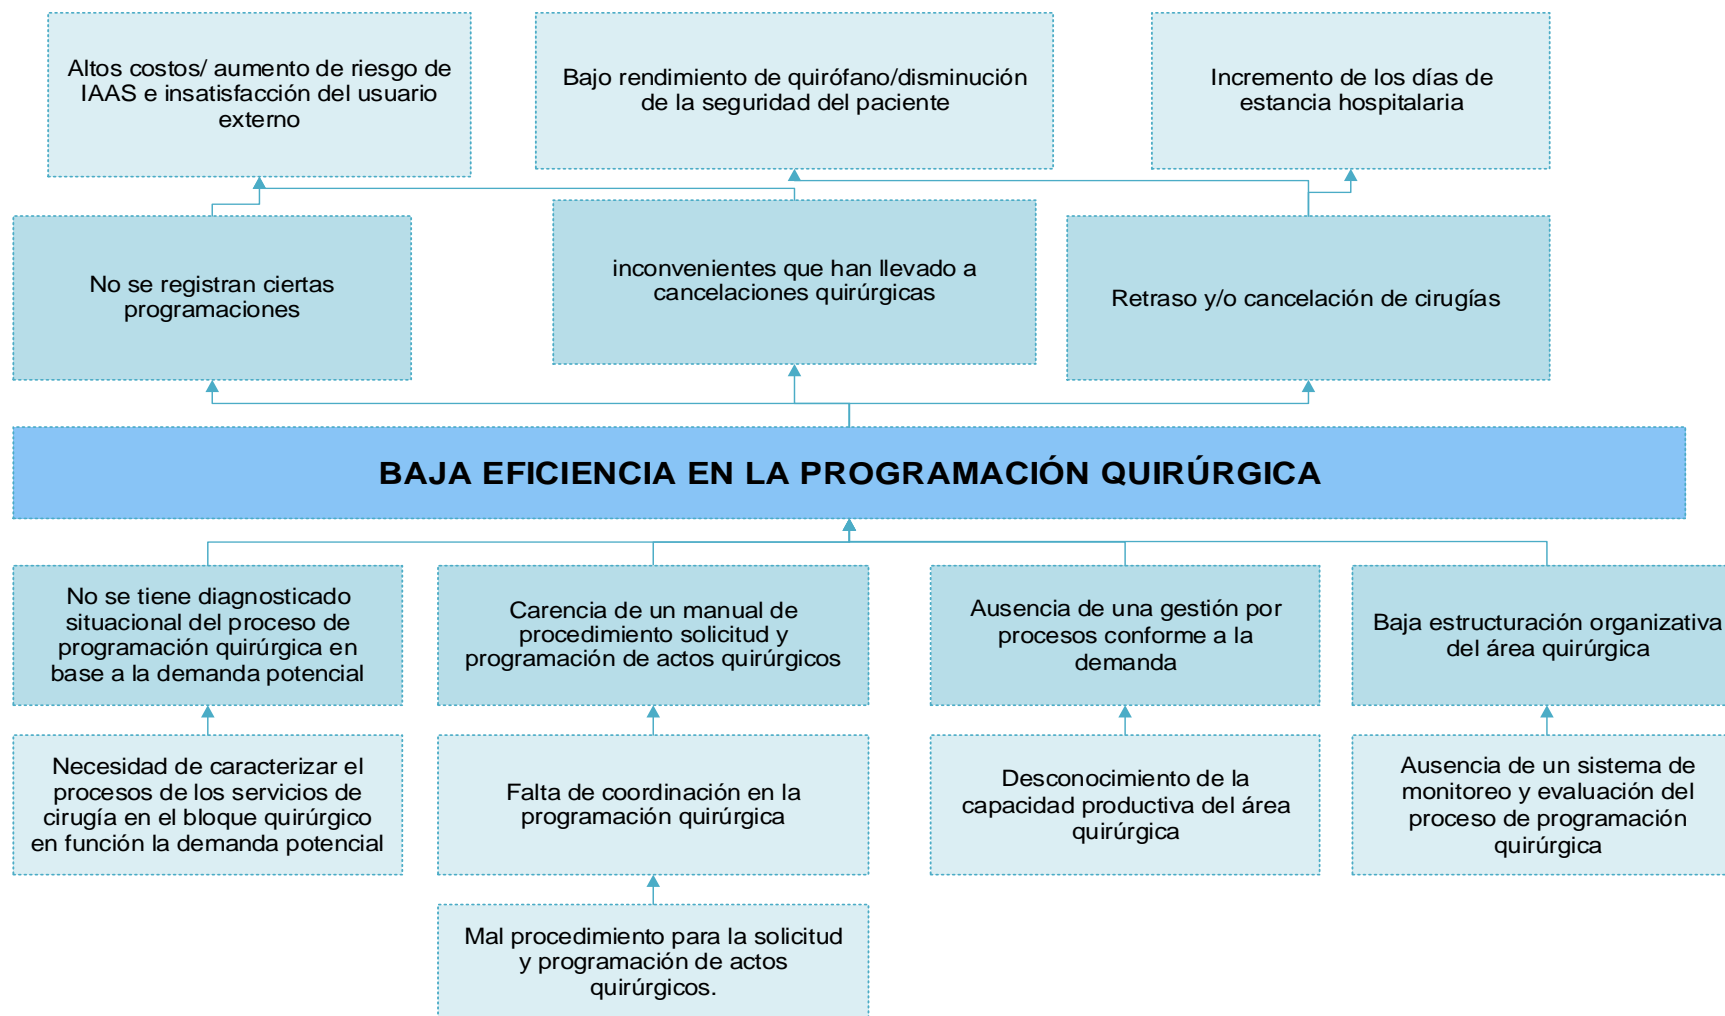 Altos costos/ aumento de riesgo de
IAAS e insatisfacción del usuario
externo
Bajo rendimiento de quirófano/disminución
de la seguridad del paciente
Incremento de los días de
estancia hospitalaria
No se registran ciertas
programaciones
inconvenientes que han llevado a
cancelaciones quirúrgicas
Retraso y/o cancelación de cirugías
BAJA EFICIENCIA EN LA PROGRAMACIÓN QUIRÚRGICA
No se tiene diagnosticado
situacional del proceso de
programación quirúrgica en
base a la demanda potencial
Carencia de un manual de
procedimiento solicitud y
programación de actos quirúrgicos
Ausencia de una gestión por
procesos conforme a la
demanda
Baja estructuración organizativa
del área quirúrgica
Necesidad de caracterizar el
procesos de los servicios de
cirugía en el bloque quirúrgico
en función la demanda potencial
Falta de coordinación en la
programación quirúrgica
Desconocimiento de la
capacidad productiva del área
quirúrgica
Ausencia de un sistema de
monitoreo y evaluación del
proceso de programación
quirúrgica
Mal procedimiento para la solicitud
y programación de actos
quirúrgicos.